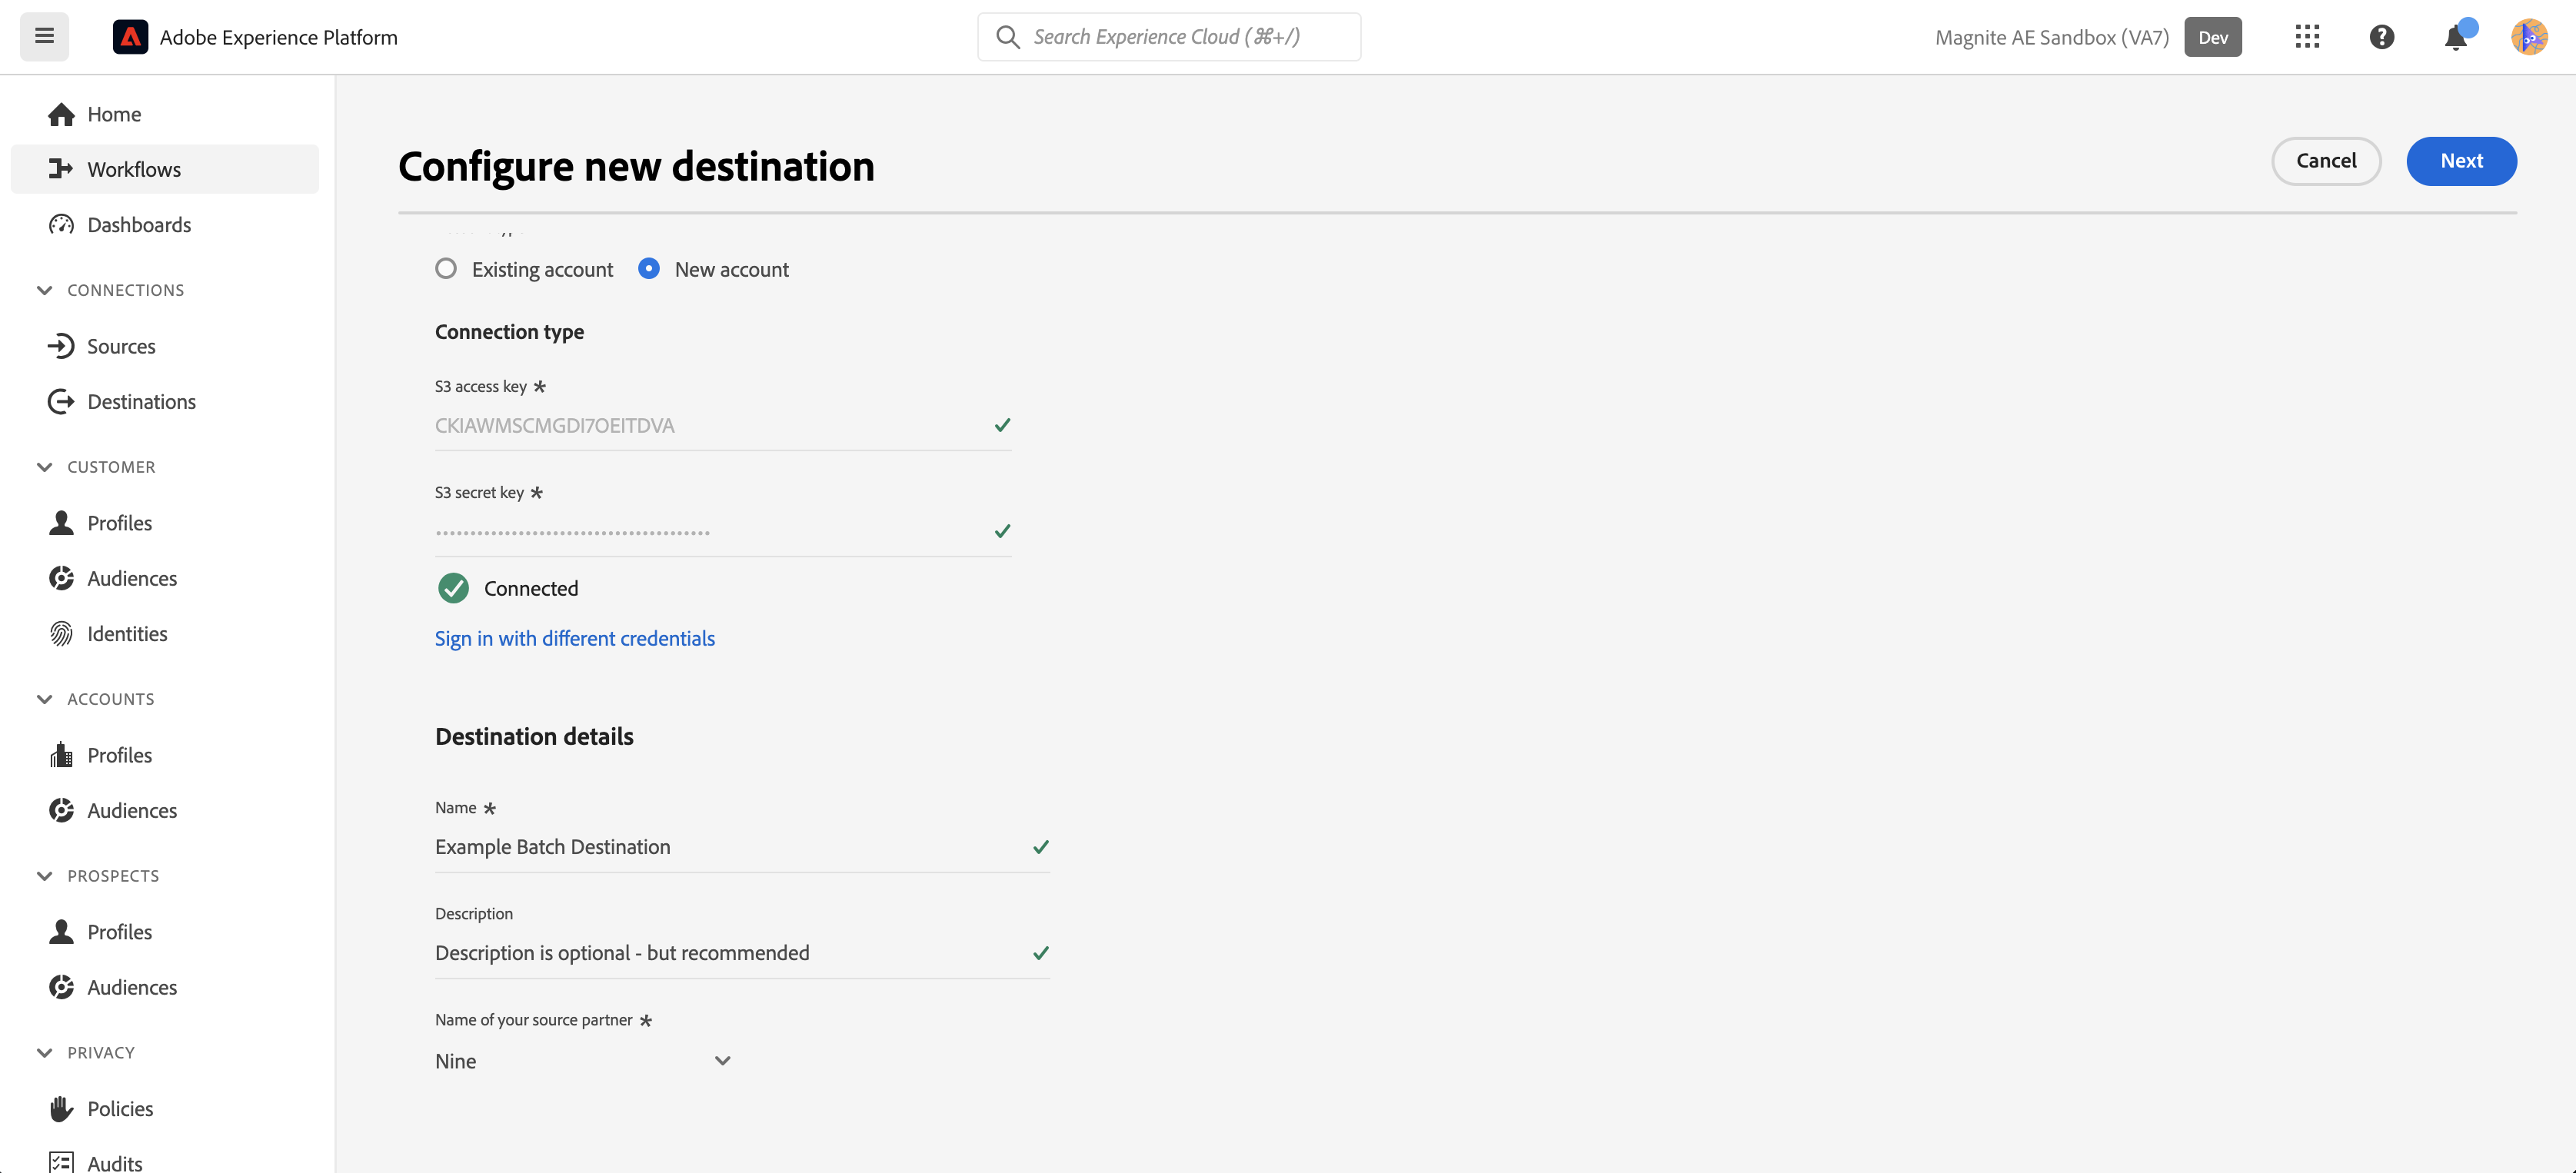 Adobe Experience Platform
Search Experience Cloud (⌘+/)
Magnite AE Sandbox (VA7)
Dev
Home
Workflows
Dashboards
CONNECTIONS
Sources
Destinations
CUSTOMER
Profiles
Audiences
Identities
ACCOUNTS
Profiles
Audiences
PROSPECTS
Profiles
Audiences
PRIVACY
Policies
Audits
Configure new destination
Cancel
Next
Existing account
New account
Connection type
S3 access key *
CKIAWMSCMGDI7OEITDVA
S3 secret key *
Connected
Sign in with different credentials
Destination details
Name *
Example Batch Destination
Description
Description is optional - but recommended
Name of your source partner *
Nine